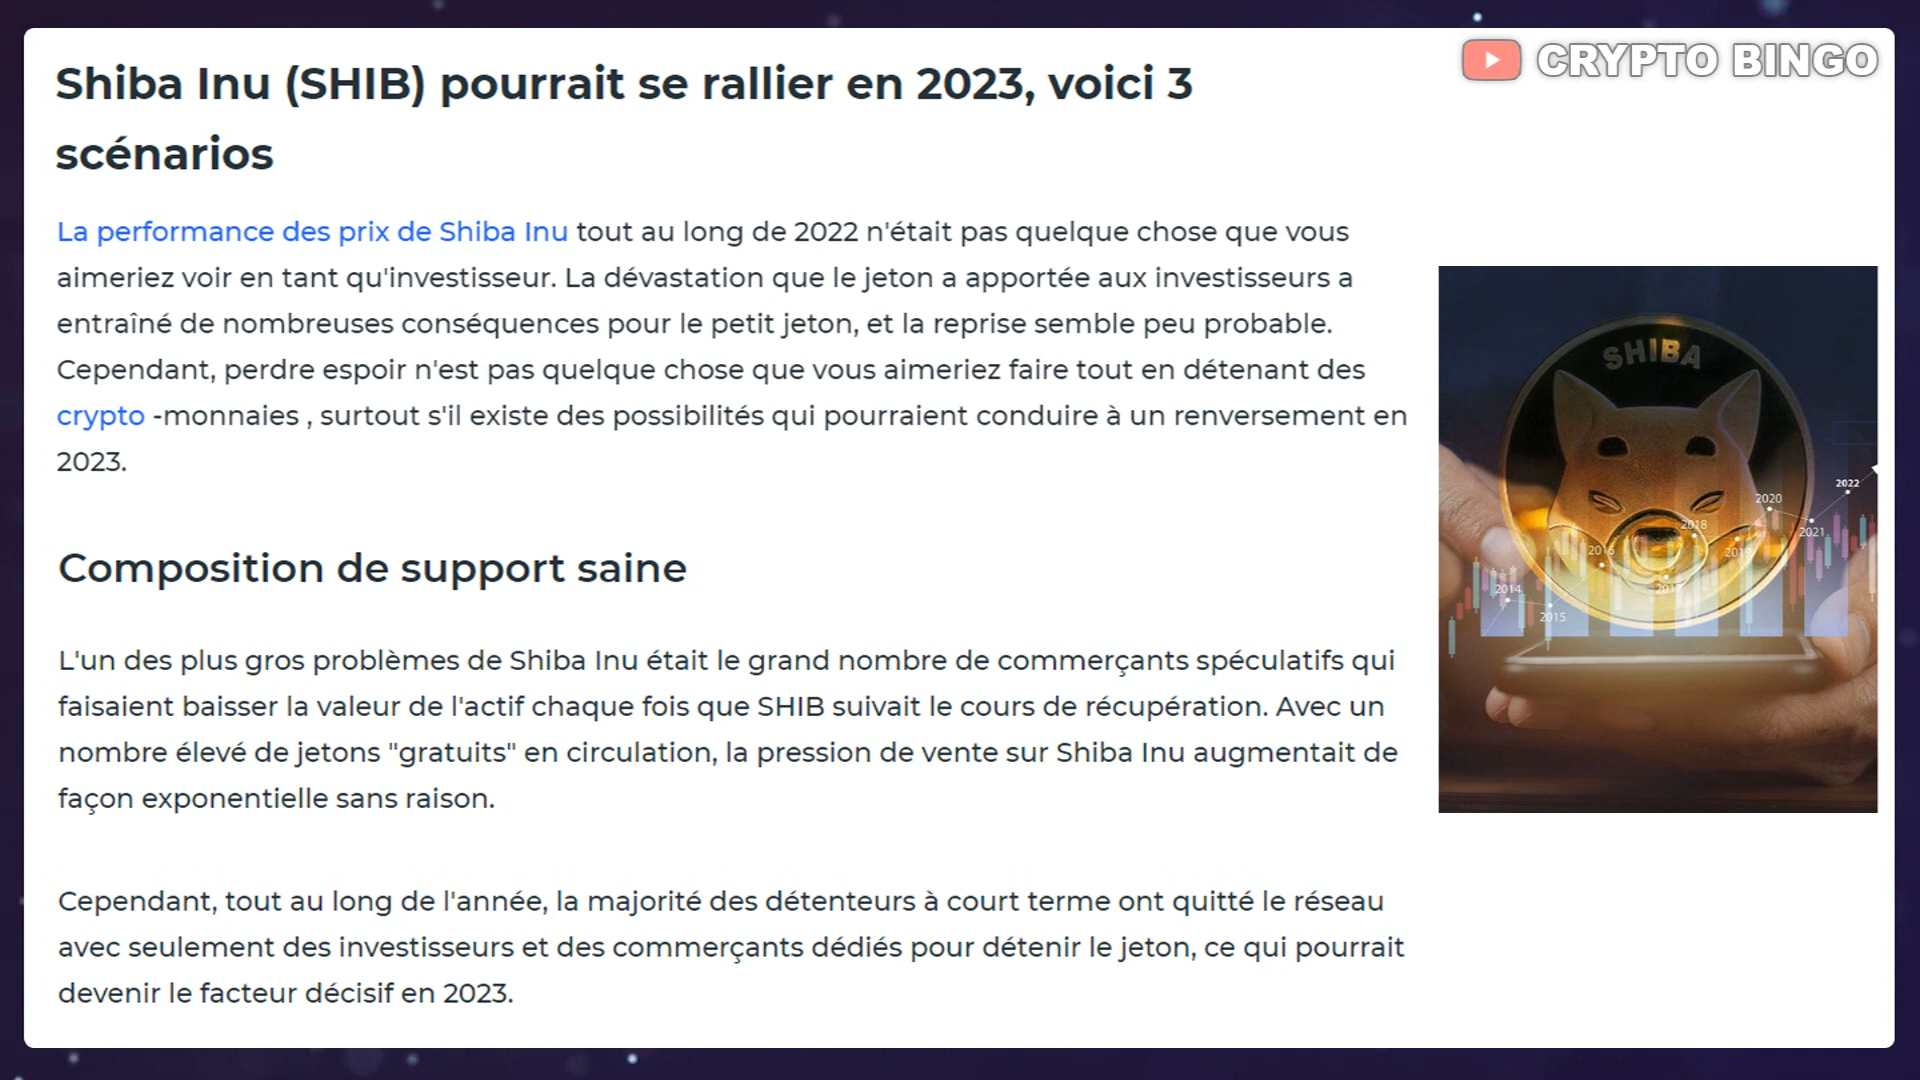 CRYPTO BINGO
Shiba Inu (SHIB) pourrait se rallier en 2023, voici 3
scénarios
La performance des prix de Shiba Inu tout au long de 2022 n'était pas quelque chose que vous
aimeriez voir en tant qu'investisseur. La dévastation que le jeton a apportée aux investisseurs a
entraîné de nombreuses conséquences pour le petit jeton, et la reprise semble peu probable.
Cependant, perdre espoir n'est pas quelque chose que vous aimeriez faire tout en détenant des
crypto -monnaies , surtout s'il existe des possibilités qui pourraient conduire à un renversement en
2023.
Composition de support saine
L'un des plus gros problèmes de Shiba Inu était le grand nombre de commerçants spéculatifs qui
faisaient baisser la valeur de l'actif chaque fois que SHIB suivait le cours de récupération. Avec un
nombre élevé de jetons "gratuits" en circulation, la pression de vente sur Shiba Inu augmentait de
façon exponentielle sans raison.
Cependant, tout au long de l'année, la majorité des détenteurs à court terme ont quitté le réseau
avec seulement des investisseurs et des commerçants dédiés pour détenir le jeton, ce qui pourrait
devenir le facteur décisif en 2023.
SHIBA
2014
2015
2016
2018
2020
2021
2022